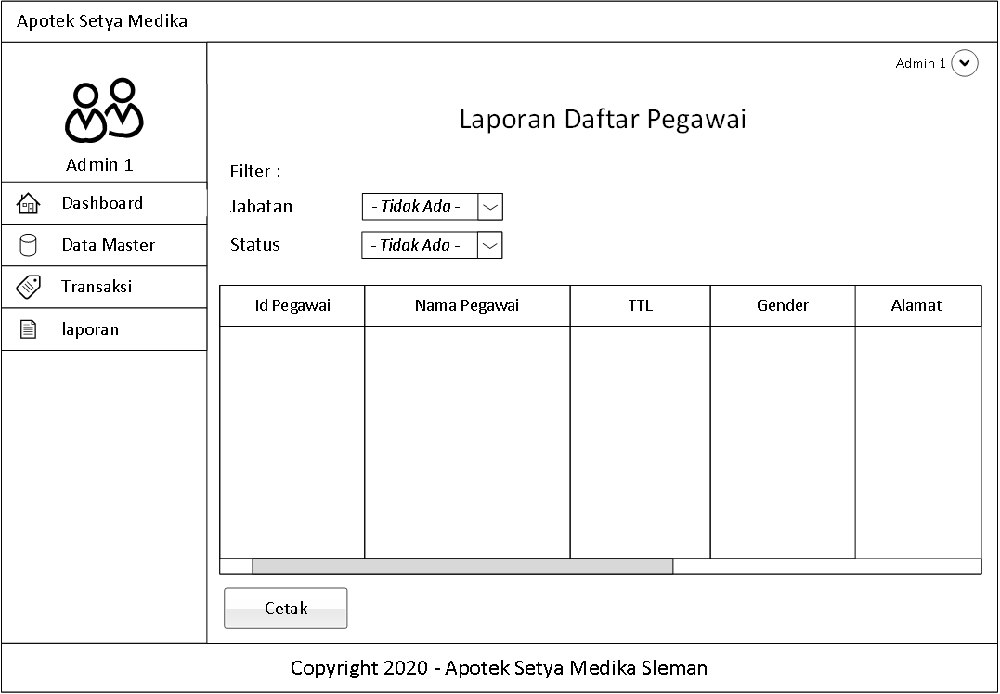 Apotek Setya Medika
Admin 1
Admin 1
Dashboard
Data Master
Transaksi
laporan
Laporan Daftar Pegawai
Filter :
Jabatan - Tidak Ada -
Status - Tidak Ada -
Id Pegawai Nama Pegawai TTL Gender Alamat
Cetak
Copyright 2020 - Apotek Setya Medika Sleman